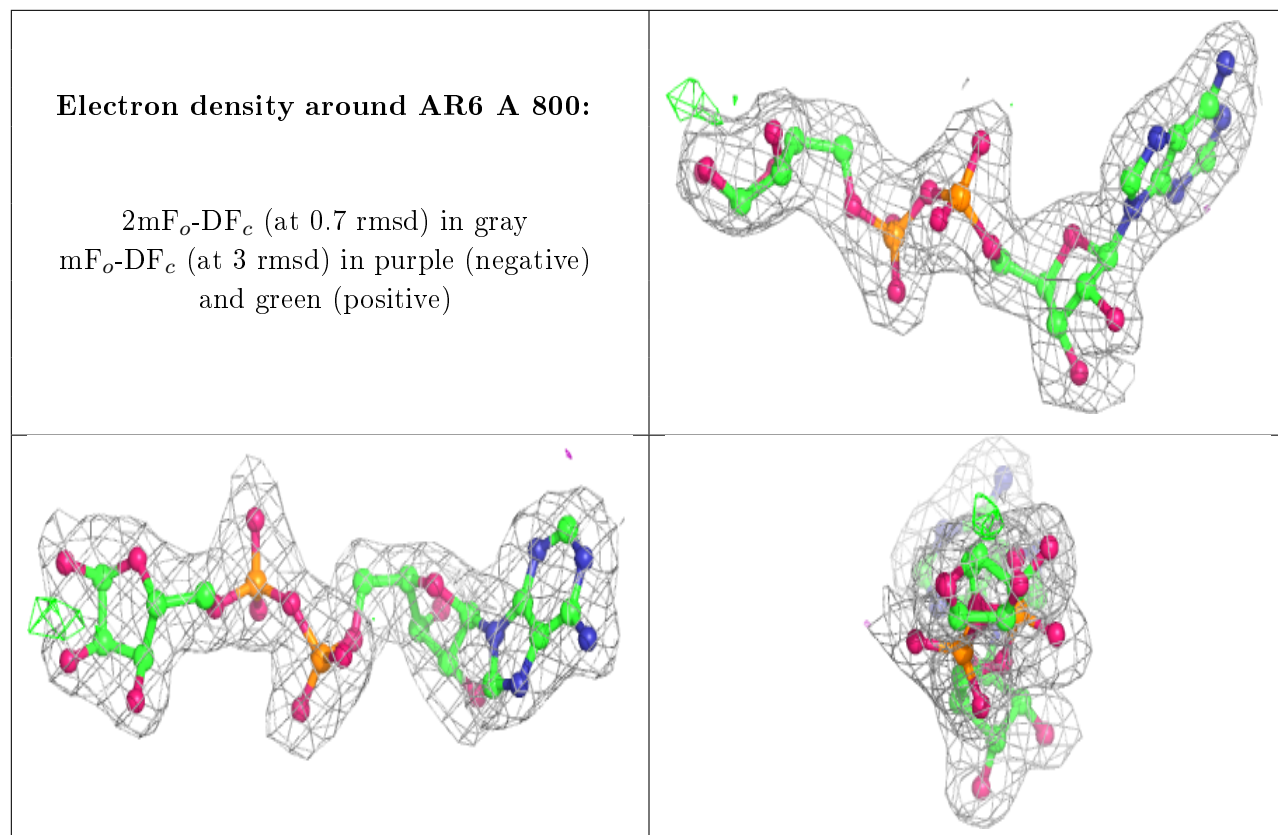 Electron density around AR6 A 800:
2mFo-DFc (at 0.7 rmsd) in gray
mFo-DFc (at 3 rmsd) in purple (negative)
and green (positive)